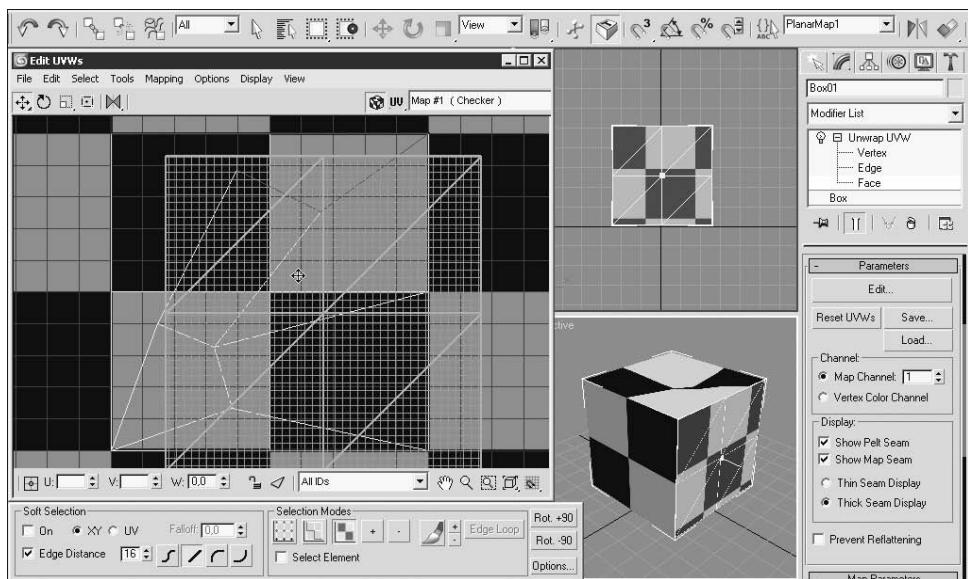 All
View
ABC
PlanarMap1
Edit UVWs
File Edit Select Tools Mapping Options Display View
UV Map #1 ( Checker )
U: V: W: 0,0 All IDs
Soft Selection
On XY UV Falloff: 0,0
Edge Distance 16
Selection Modes
+ - + - Edge Loop
Select Element
Rot. +90
Rot. -90
Options...
ctive
Box01
Modifier List
Unwrap UVW
Vertex
Edge
Face
Box
- Parameters
Edit...
Reset UVWs Save...
Load...
Channel:
Map Channel: 1
Vertex Color Channel
Display:
Show Pelt Seam
Show Map Seam
Thin Seam Display
Thick Seam Display
Prevent Reflattening
Map Parameters